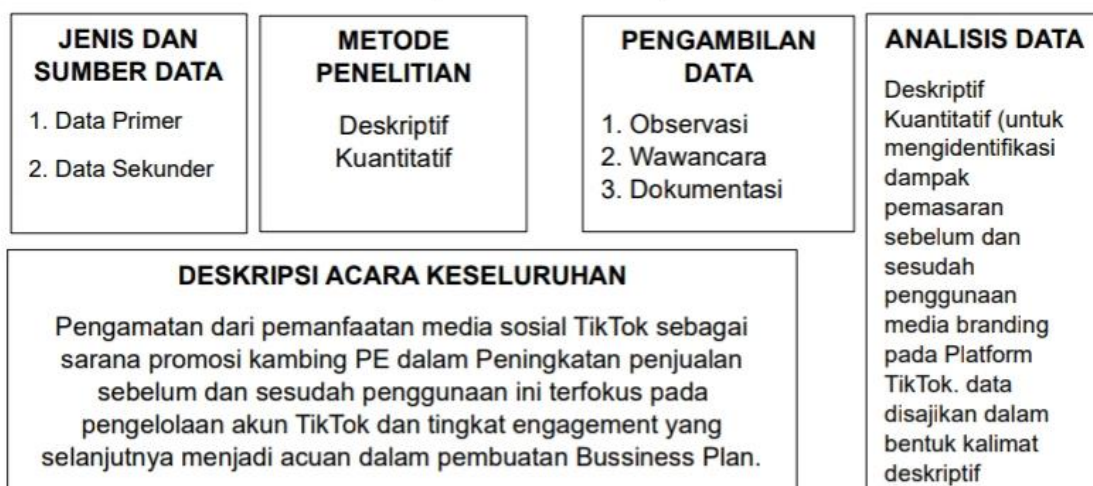 JENIS DAN
SUMBER DATA
1. Data Primer
2. Data Sekunder
METODE
PENELITIAN
Deskriptif
Kuantitatif
PENGAMBILAN
DATA
1. Observasi
2. Wawancara
3. Dokumentasi
ANALISIS DATA
Deskriptif
Kuantitatif (untuk
mengidentifikasi
dampak
pemasaran
sebelum dan
sesudah
penggunaan
media branding
pada Platform
TikTok. data
disajikan dalam
bentuk kalimat
deskriptif
DESKRIPSI ACARA KESELURUHAN
Pengamatan dari pemanfaatan media sosial TikTok sebagai
sarana promosi kambing PE dalam Peningkatan penjualan
sebelum dan sesudah penggunaan ini terfokus pada
pengelolaan akun TikTok dan tingkat engagement yang
selanjutnya menjadi acuan dalam pembuatan Bussiness Plan.